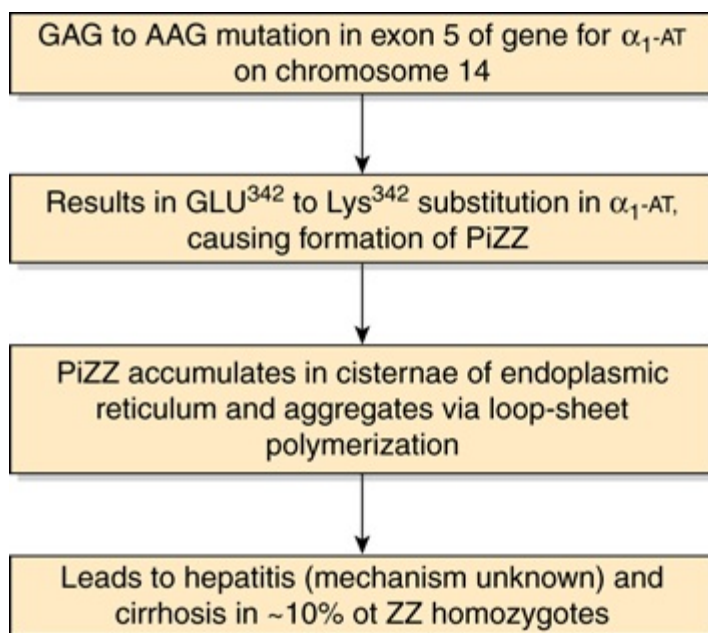 GAG to AAG mutation in exon 5 of gene for α₁-AT
on chromosome 14
Results in GLU³⁴² to Lys³⁴² substitution in α₁-AT,
causing formation of PiZZ
PiZZ accumulates in cisternae of endoplasmic
reticulum and aggregates via loop-sheet
polymerization
Leads to hepatitis (mechanism unknown) and
cirrhosis in ~10% ot ZZ homozygotes